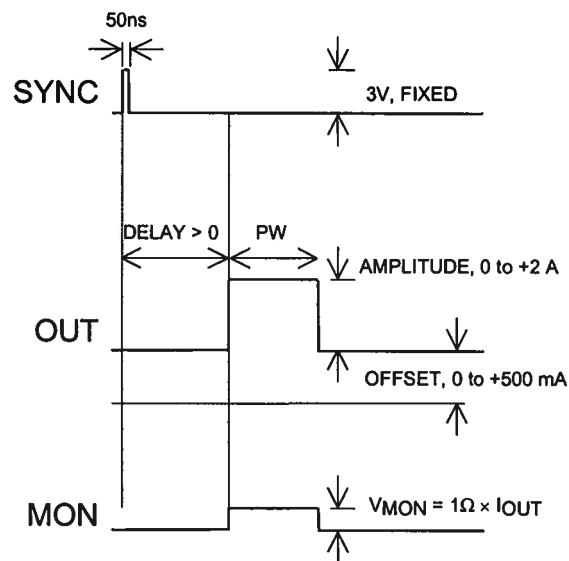 50ns
SYNC
3V, FIXED
DELAY > 0
PW
AMPLITUDE, 0 to +2 A
OUT
OFFSET, 0 to +500 mA
MON
VMON = 1Ω × IOUT